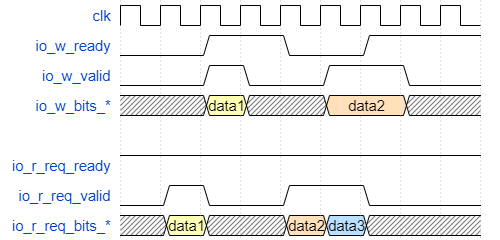 clk
io_w_ready
io_w_valid
io_w_bits_* data1 data2
io_r_req_ready
io_r_req_valid
io_r_req_bits_* data1 data2 data3